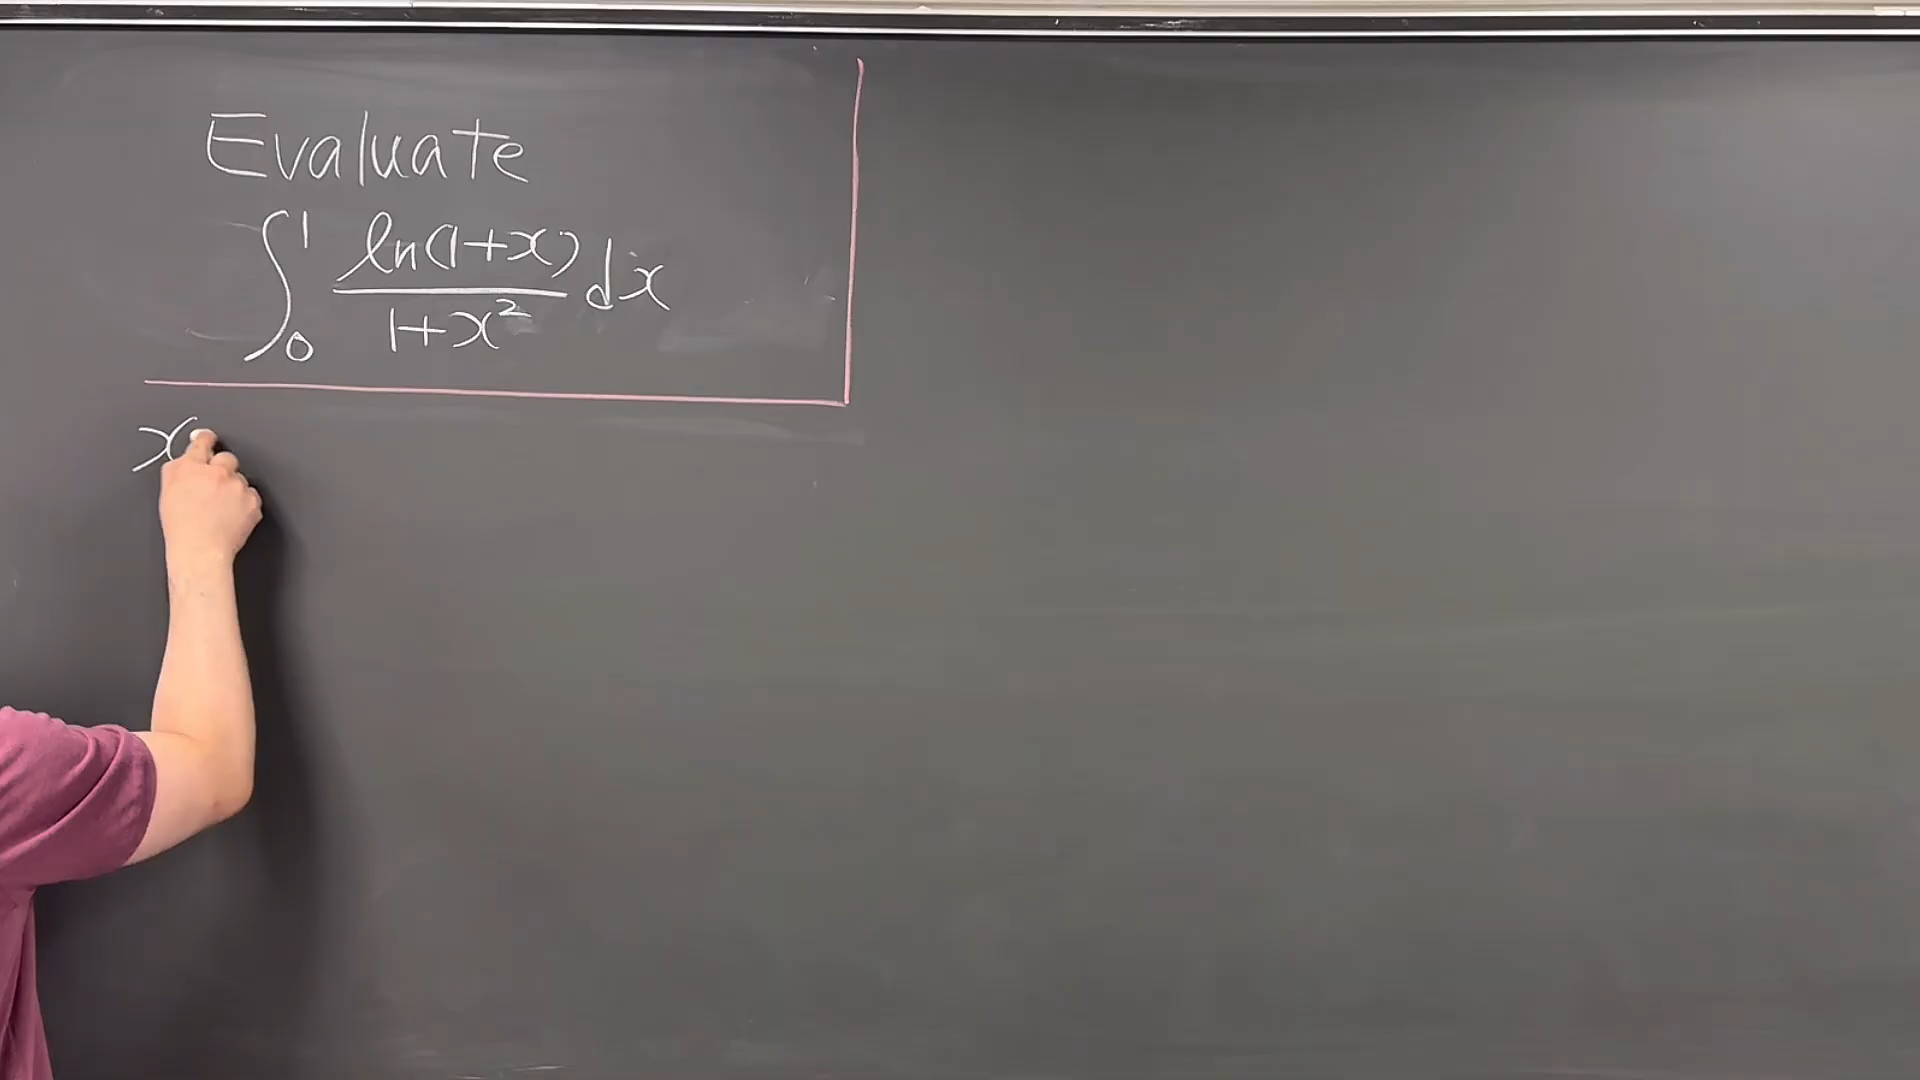 Evaluate
∫₀¹ ln(1+x)/(1+x²) dx
x